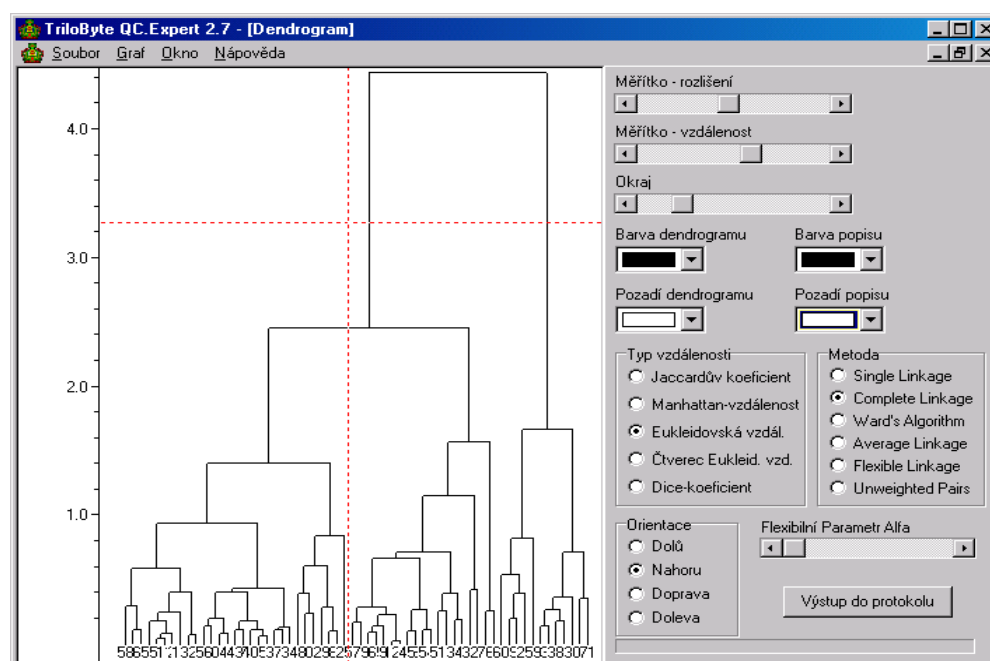 TriloByte QC.Expert 2.7 - [Dendrogram]
Soubor Graf Okno Nápověda
4.0
3.0
2.0
1.0
Měřítko - rozlišení
Měřítko - vzdálenost
Okraj
Barva dendrogramu Barva popisu
Pozadí dendrogramu Pozadí popisu
Typ vzdálenosti
Jaccardův koeficient
Manhattan-vzdálenost
Eukleidovská vzdál.
Čtverec Eukleid. vzd.
Dice-koeficient
Metoda
Single Linkage
Complete Linkage
Ward's Algorithm
Average Linkage
Flexible Linkage
Unweighted Pairs
Orientace
Dolů
Nahoru
Doprava
Doleva
Flexibilní Parametr Alfa
Výstup do protokolu